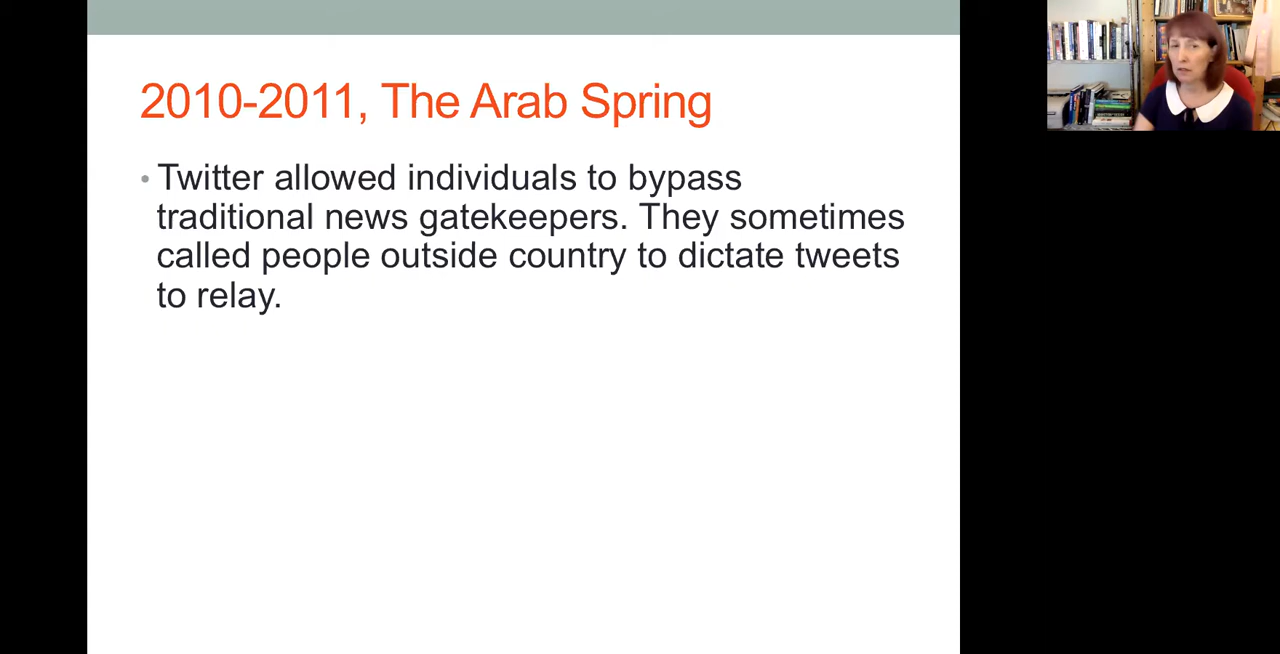 2010-2011, The Arab Spring
• Twitter allowed individuals to bypass
traditional news gatekeepers. They sometimes
called people outside country to dictate tweets
to relay.